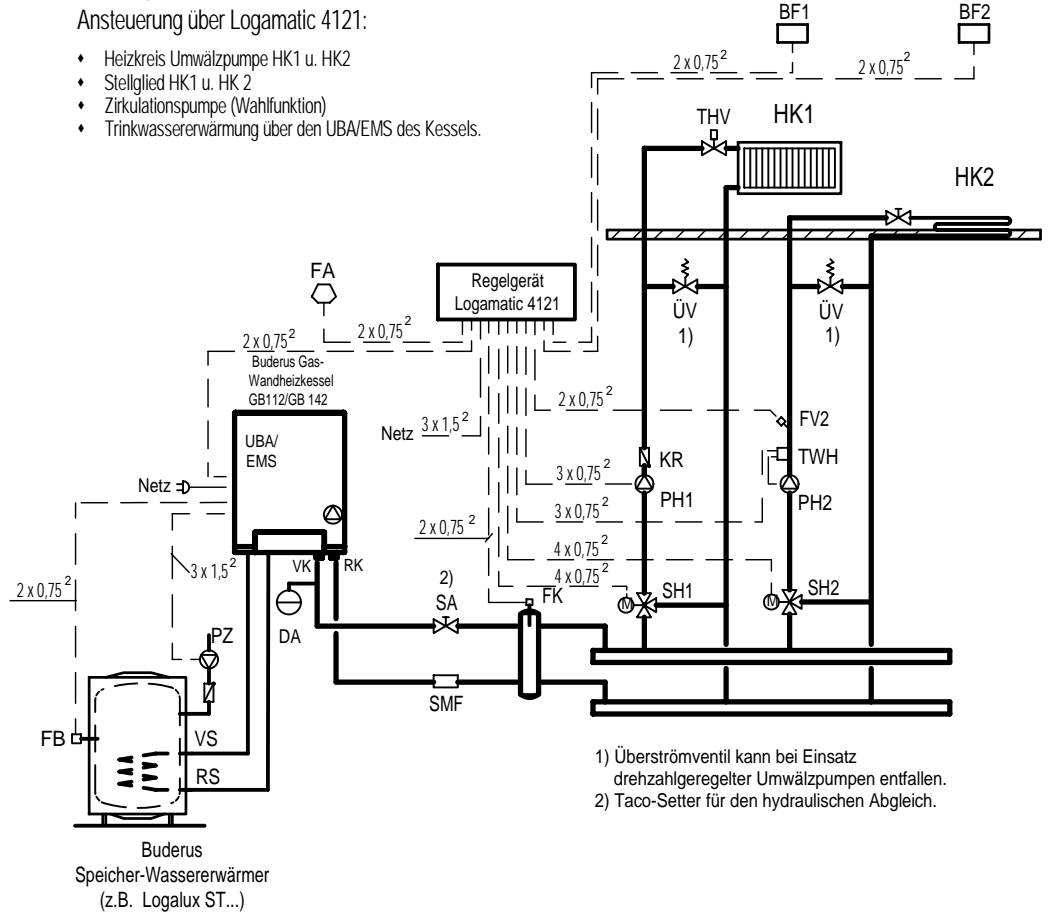 Ansteuerung über Logamatic 4121:
Heizkreis Umwälzpumpe HK1 u. HK2
Stellglied HK1 u. HK 2
Zirkulationspumpe (Wahlfunktion)
Trinkwassererwärmung über den UBA/EMS des Kessels.
BF1
BF2
2 x 0,75²
2 x 0,75²
THV
HK1
HK2
FA
Regelgerät
Logamatic 4121
ÜV
1)
ÜV
1)
2 x 0,75²
2 x 0,75²
Buderus Gas-
Wandheizkessel
GB112/GB 142
2 x 0,75²
FV2
Netz
3 x 1,5²
UBA/
EMS
KR
TWH
3 x 0,75²
Netz
PH1
PH2
3 x 0,75²
2 x 0,75²
4 x 0,75²
VK
RK
3 x 1,5²
4 x 0,75²
2 x 0,75²
2)
SA
FK
M
SH1
M
SH2
DA
PZ
SMF
FB
VS
RS
1) Überströmventil kann bei Einsatz
drehzahlgeregelter Umwälzpumpen entfallen.
2) Taco-Setter für den hydraulischen Abgleich.
Buderus
Speicher-Wassererwärmer
(z.B. Logalux ST...)